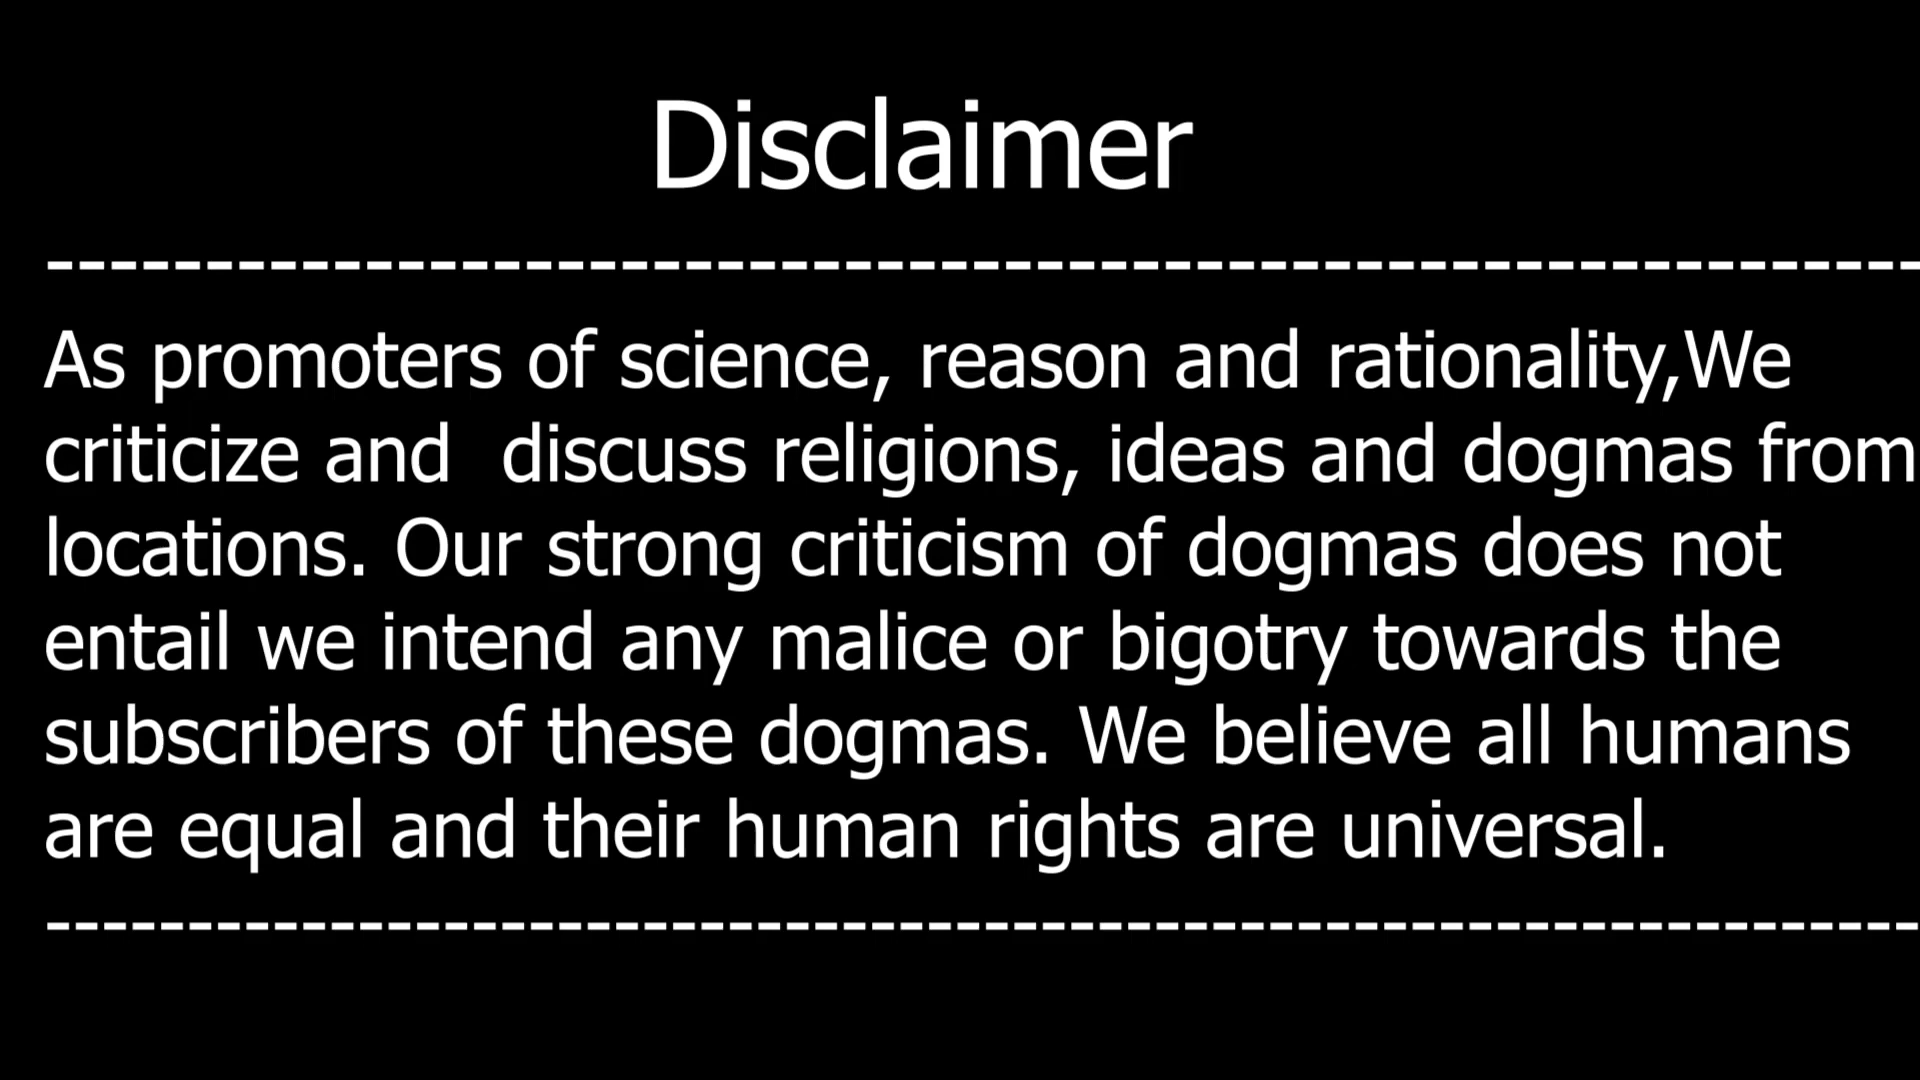 Disclaimer
-----------------------------------------------------------
As promoters of science, reason and rationality,We
criticize and  discuss religions, ideas and dogmas from
locations. Our strong criticism of dogmas does not
entail we intend any malice or bigotry towards the
subscribers of these dogmas. We believe all humans
are equal and their human rights are universal.
------------------------------------------------------------------